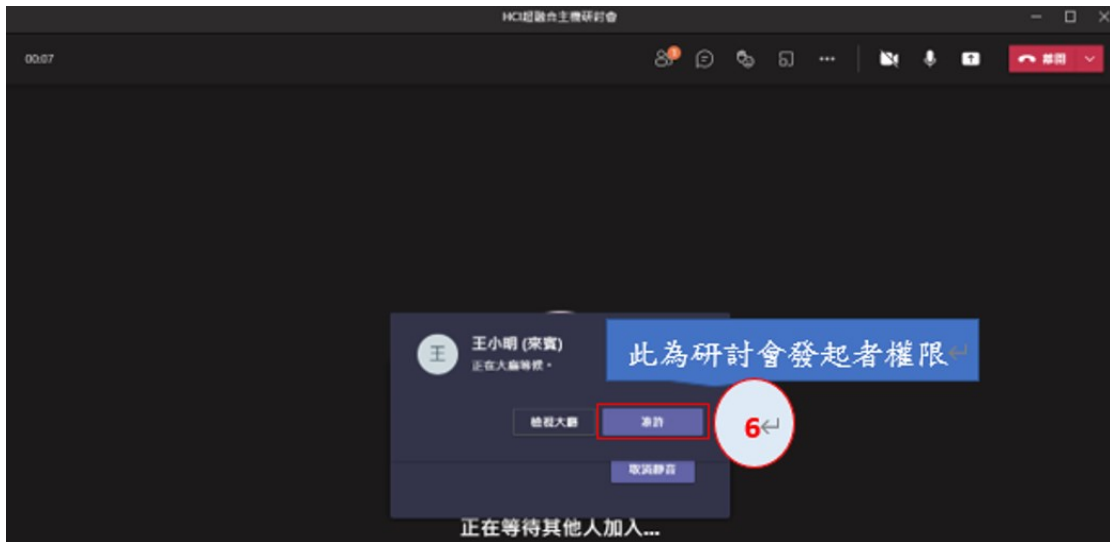 HCI超融合主機研討會
00:07
離開
王小明 (來賓)
正在大廳等候。
此為研討會發起者權限
檢視大廳
准許
6
取消靜音
正在等待其他人加入...